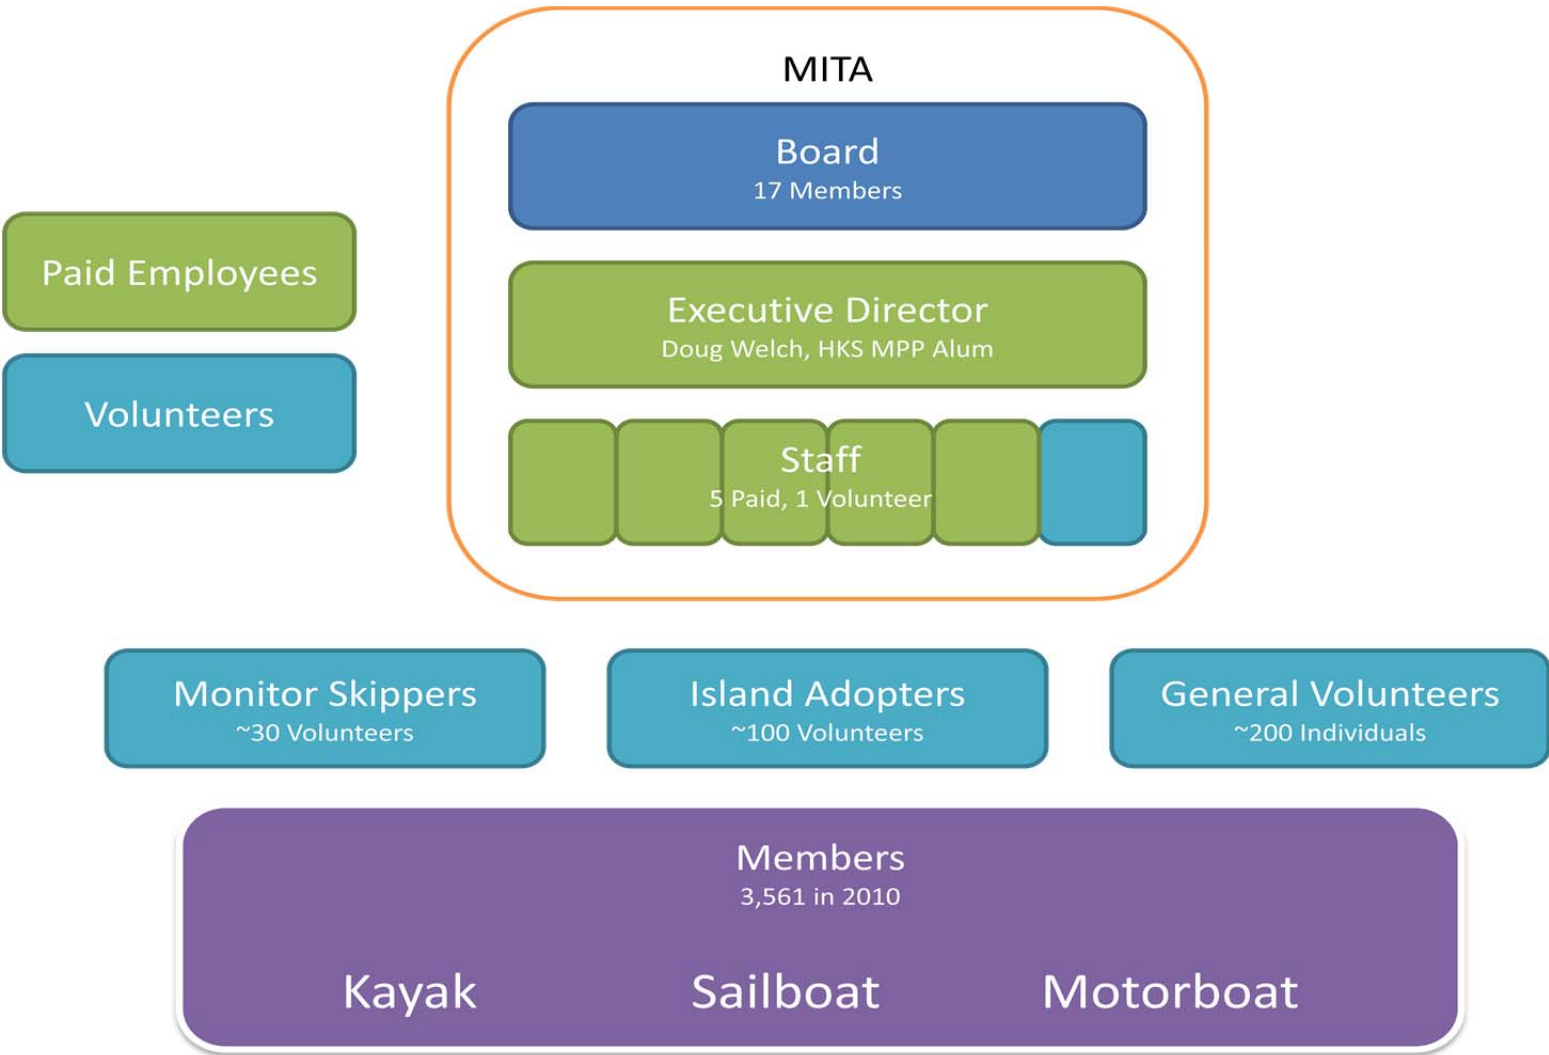 MITA
Board
17 Members
Paid Employees
Volunteers
Executive Director
Doug Welch, HKS MPP Alum
Staff
5 Paid, 1 Volunteer
Monitor Skippers
~30 Volunteers
Island Adopters
~100 Volunteers
General Volunteers
~200 Individuals
Members
3,561 in 2010
Kayak
Sailboat
Motorboat